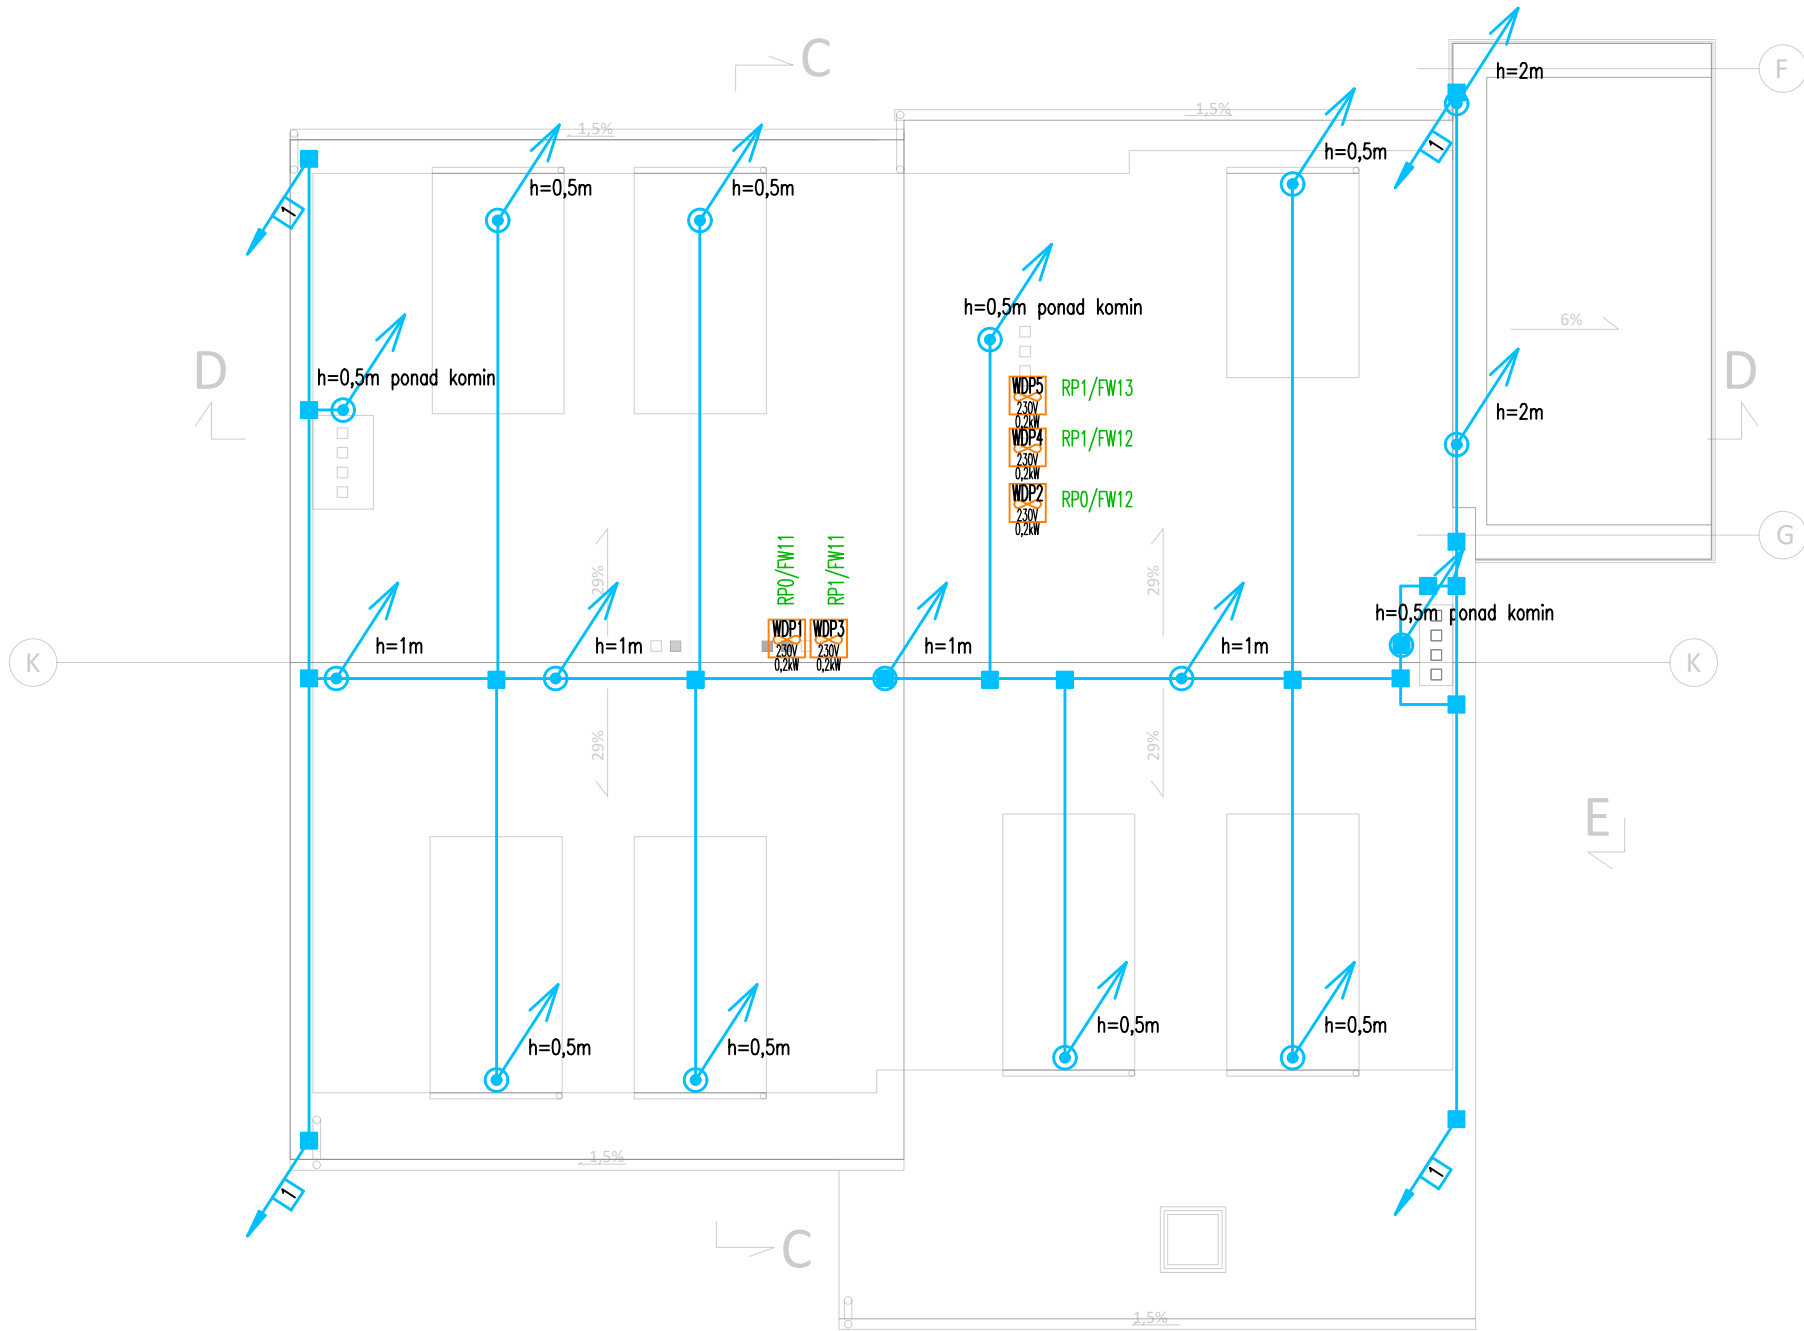 C
F
h=2m
1,5%
1,5%
1
h=0,5m
h=0,5m
h=0,5m
1
h=0,5m ponad komin
6%
D
h=0,5m ponad komin
D
WDP5
230V
0,2kW
RP1/FW13
h=2m
WDP4
230V
0,2kW
RP1/FW12
WDP2
230V
0,2kW
RP0/FW12
G
RP0/FW11
RP1/FW11
29%
29%
h=0,5m ponad komin
WDP1
230V
0,2kW
WDP3
230V
0,2kW
h=1m
h=1m
h=1m
h=1m
K
K
29%
29%
E
h=0,5m
h=0,5m
h=0,5m
h=0,5m
1,5%
1
1
C
1,5%